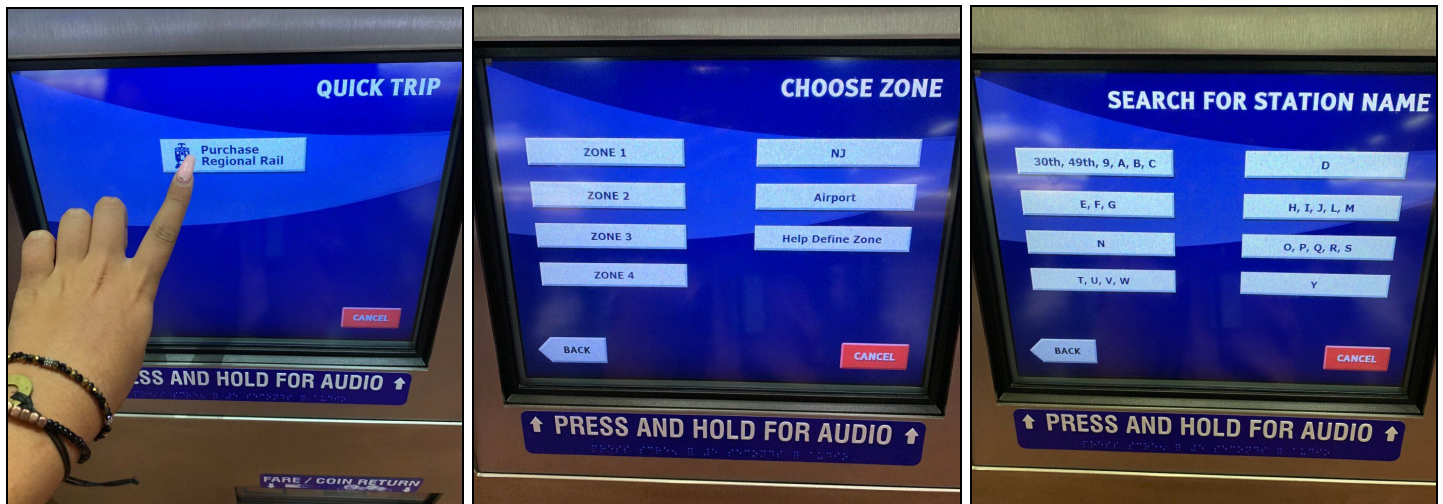 QUICK TRIP
Purchase
Regional Rail
CANCEL
ESS AND HOLD FOR AUDIO
FARE / COIN RETURN
CHOOSE ZONE
ZONE 1
NJ
ZONE 2
Airport
ZONE 3
Help Define Zone
ZONE 4
BACK
CANCEL
PRESS AND HOLD FOR AUDIO
SEARCH FOR STATION NAME
30th, 49th, 9, A, B, C
D
E, F, G
H, I, J, L, M
N
O, P, Q, R, S
T, U, V, W
Y
BACK
CANCEL
PRESS AND HOLD FOR AUDIO